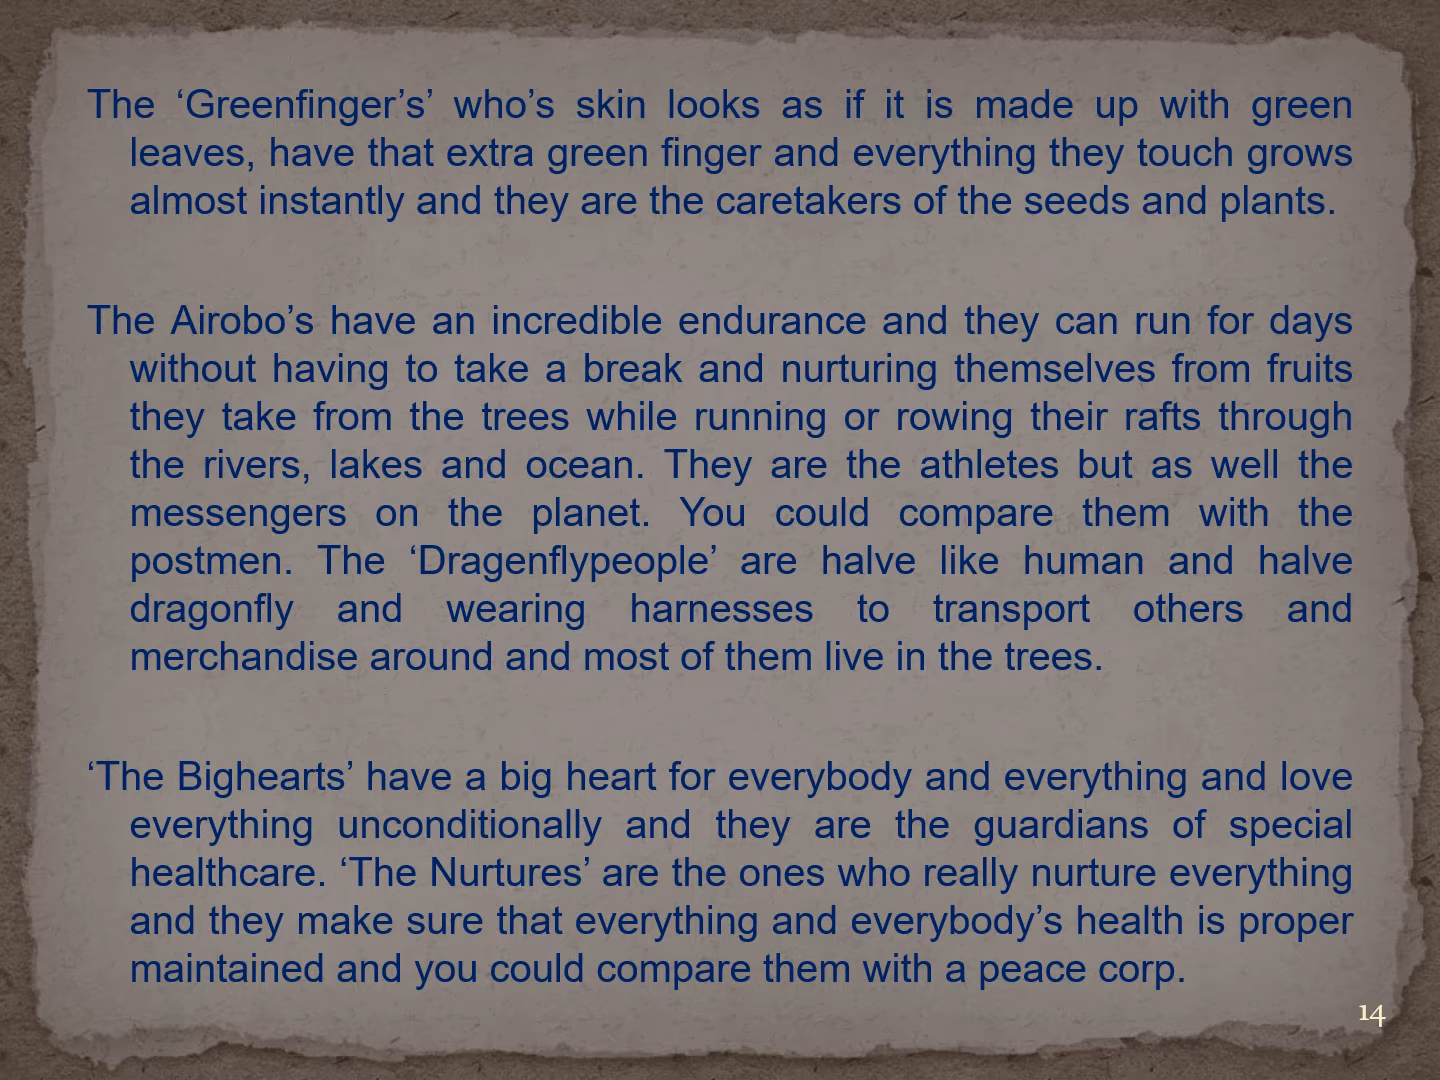 The ‘Greenfinger’s’ who’s skin looks as if it is made up with green
leaves, have that extra green finger and everything they touch grows
almost instantly and they are the caretakers of the seeds and plants.
The Airobo’s have an incredible endurance and they can run for days
without having to take a break and nurturing themselves from fruits
they take from the trees while running or rowing their rafts through
the rivers, lakes and ocean. They are the athletes but as well the
messengers on the planet. You could compare them with the
postmen. The ‘Dragenflypeople’ are halve like human and halve
dragonfly and wearing harnesses to transport others and
merchandise around and most of them live in the trees.
‘The Bighearts’ have a big heart for everybody and everything and love
everything unconditionally and they are the guardians of special
healthcare. ‘The Nurtures’ are the ones who really nurture everything
and they make sure that everything and everybody’s health is proper
maintained and you could compare them with a peace corp.
14